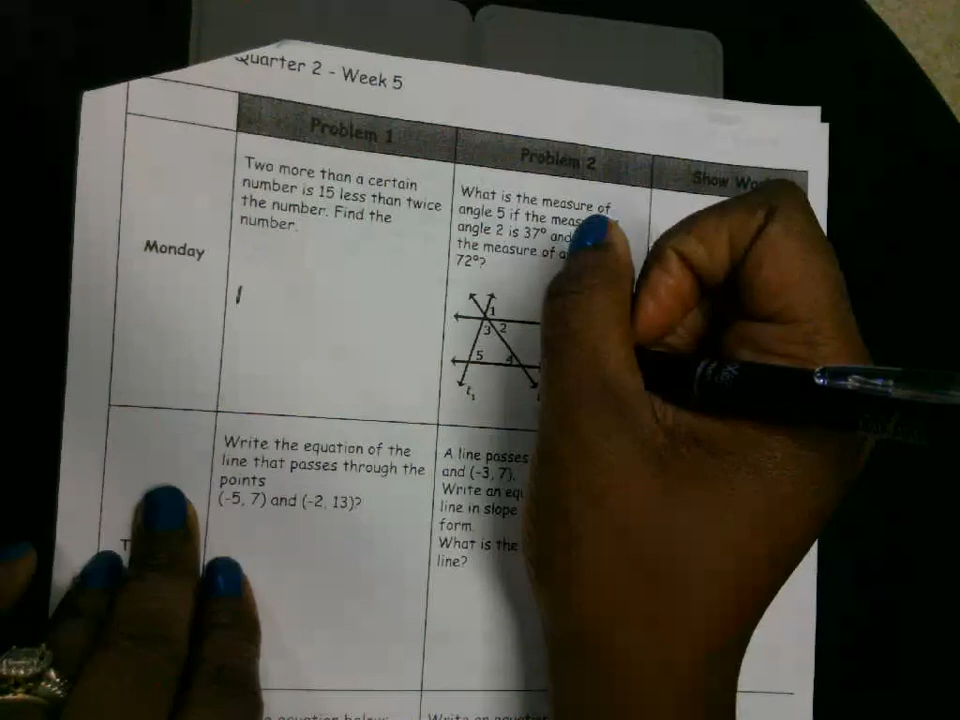 Quarter 2 - Week 5
Problem 1
Problem 2
Show
Monday
Two more than a certain
number is 15 less than twice
the number. Find the
number.
What is the measure of
angle 5 if the
angle 2 is 37° and
the measure of
72°?
1
3 2
5 4
t₁
Write the equation of the
line that passes through the
points
(-5, 7) and (-2, 13)?
A line passes
and (-3, 7).
Write an
line in slope
form.
What is the
line?